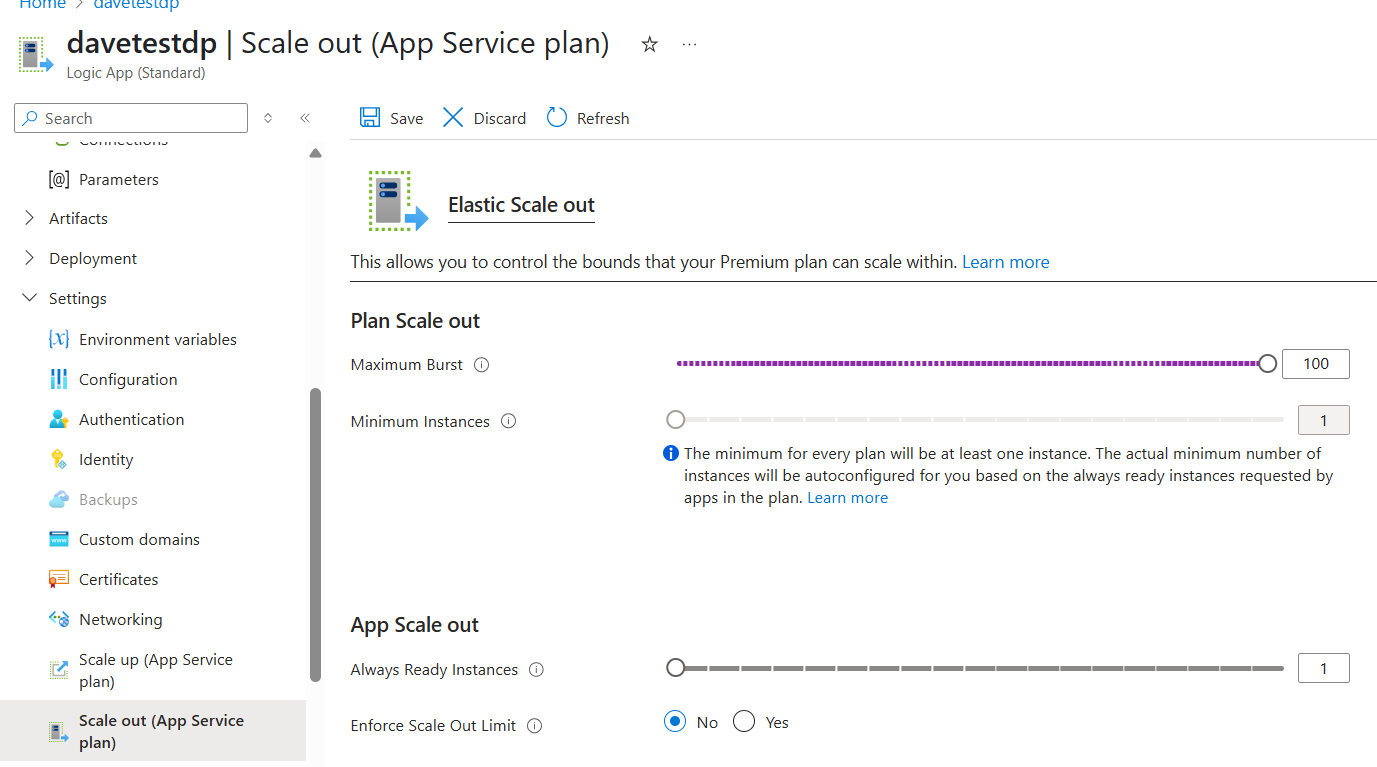 Home > davetestdp
davetestdp | Scale out (App Service plan)
Logic App (Standard)
Search
Save
Discard
Refresh
Connections
[@] Parameters
Artifacts
Deployment
Settings
Environment variables
Configuration
Authentication
Identity
Backups
Custom domains
Certificates
Networking
Scale up (App Service
plan)
Scale out (App Service
plan)
Elastic Scale out
This allows you to control the bounds that your Premium plan can scale within. Learn more
Plan Scale out
Maximum Burst
100
Minimum Instances
1
The minimum for every plan will be at least one instance. The actual minimum number of
instances will be autoconfigured for you based on the always ready instances requested by
apps in the plan. Learn more
App Scale out
Always Ready Instances
1
Enforce Scale Out Limit
No
Yes